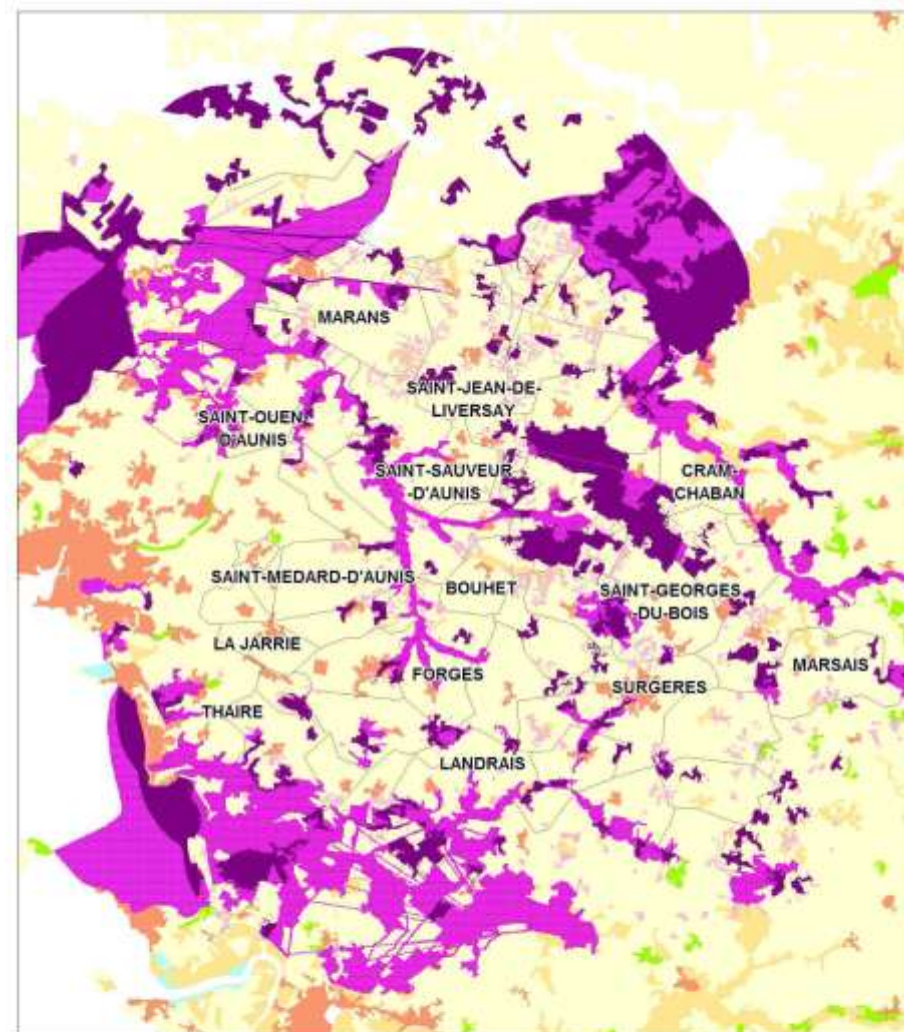 MARANS
SAINT-JEAN-DE-
LIVERSAY
SAINT-OUEN-
D'AUNIS
SAINT-SAUVEUR
-D'AUNIS
CRAM-
CHABAN
SAINT-MEDARD-D'AUNIS
BOUHET
SAINT-GEORGES
-DU-BOIS
LA JARRIE
FORGES
MARSAIS
SURGERES
THAIRE
LANDRAIS